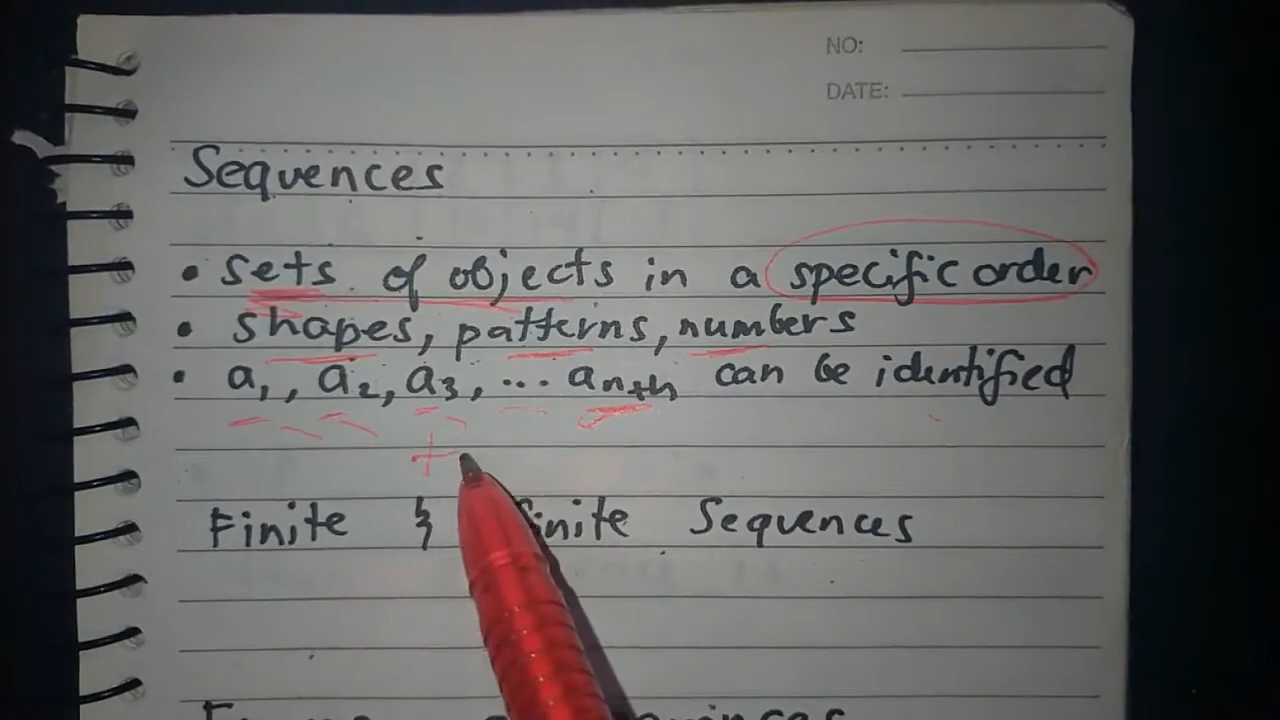 NO:
DATE:
Sequences
• sets of objects in a specific order
• shapes, patterns, numbers
• a₁, a₂, a₃, ... aₙₜₕ can be identified
+
Finite & finite Sequences